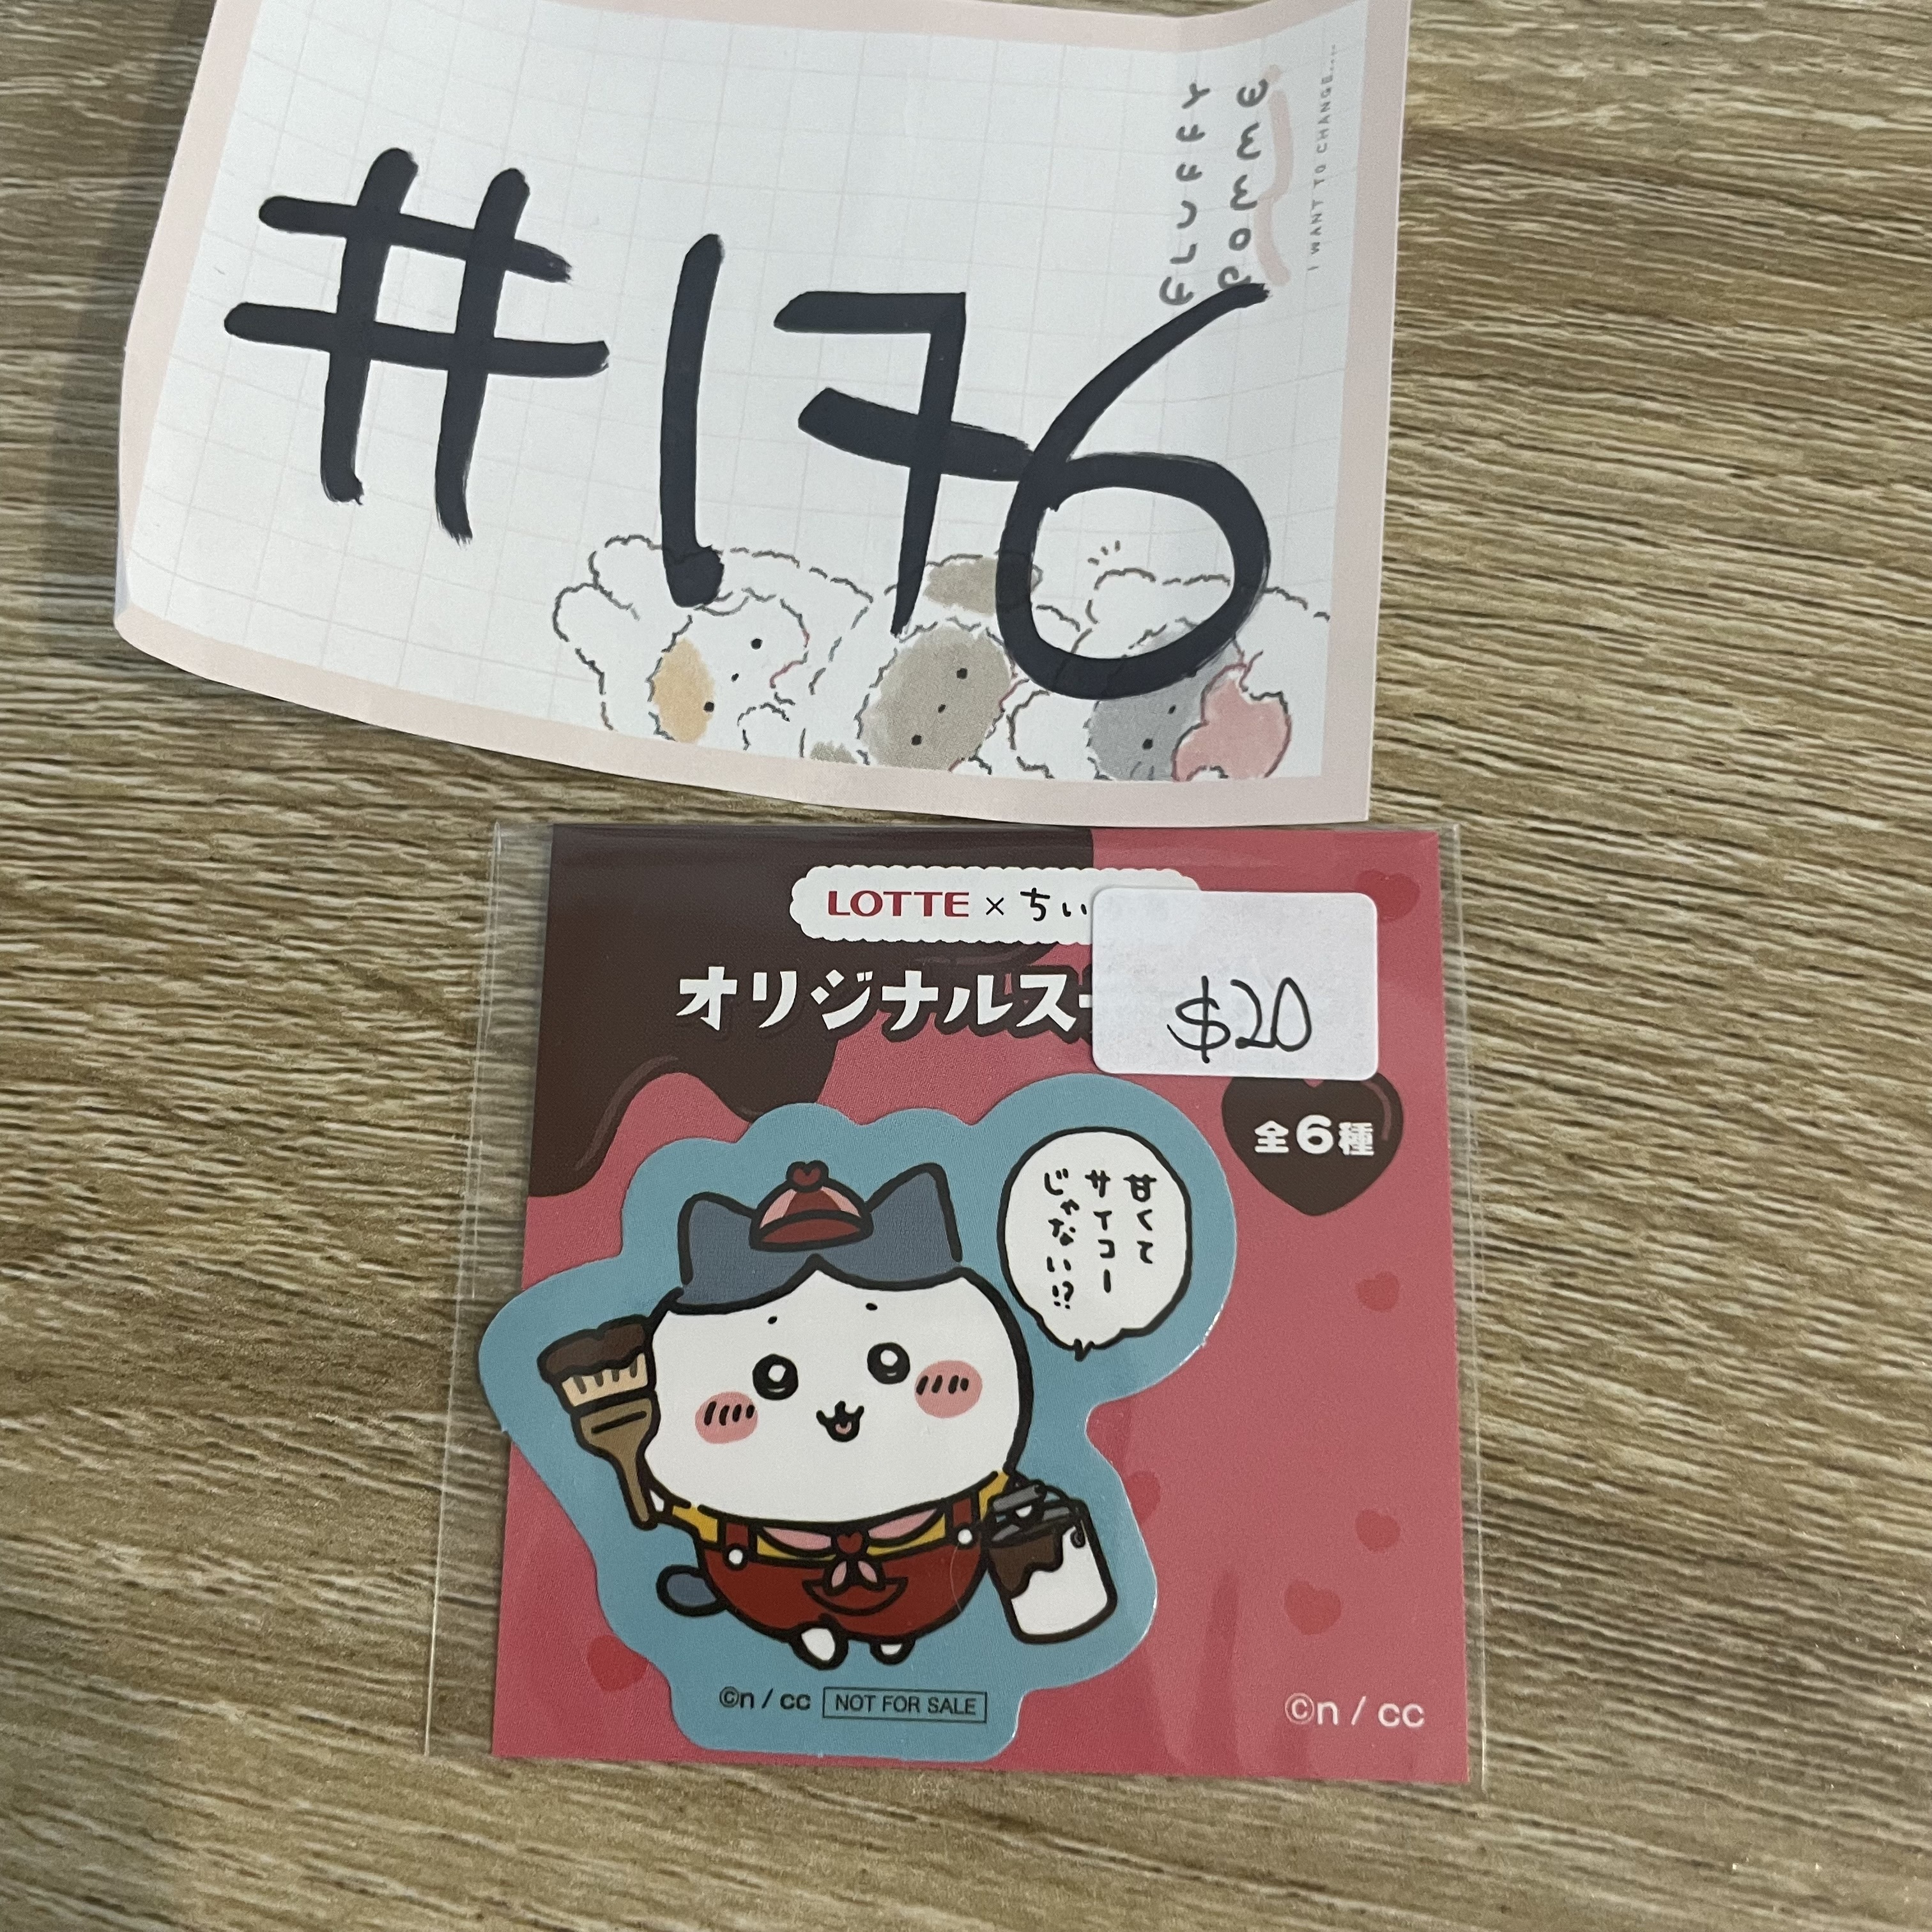 FLUFFY
BOMOME
I WANT TO CHANGE...
#176
LOTTE × ちい
オリジナルス
$20
全6種
甘くて
サイコー
じゃない!?
©n / cc NOT FOR SALE
©n / cc